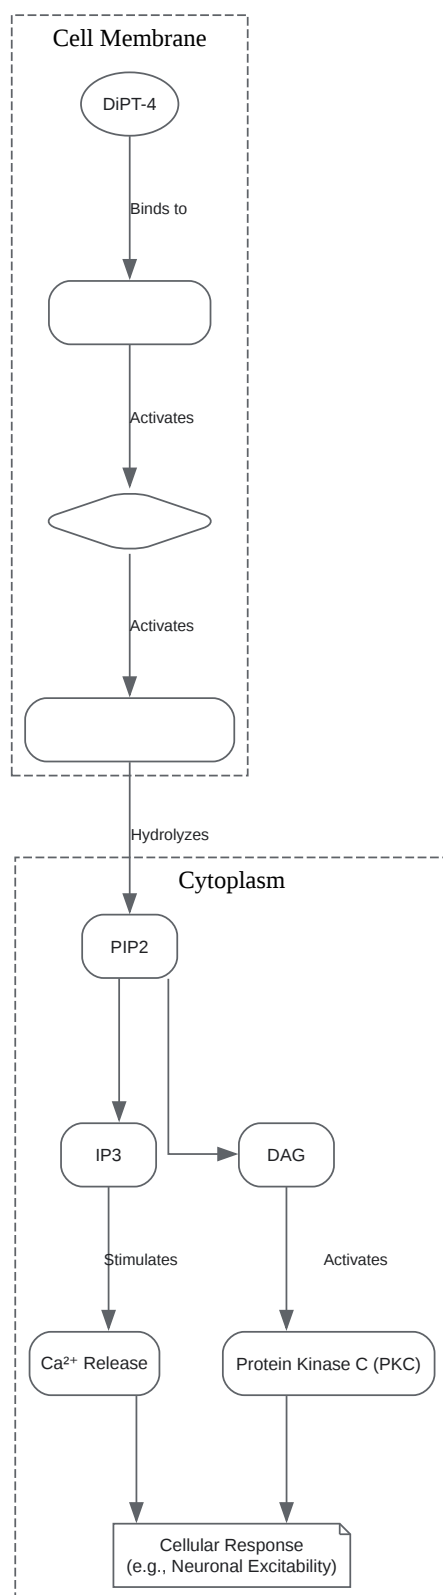 Cell Membrane
DiPT-4
Binds to
Activates
Activates
Hydrolyzes
Cytoplasm
PIP2
IP3
DAG
Stimulates
Activates
Ca²⁺ Release
Protein Kinase C (PKC)
Cellular Response
(e.g., Neuronal Excitability)